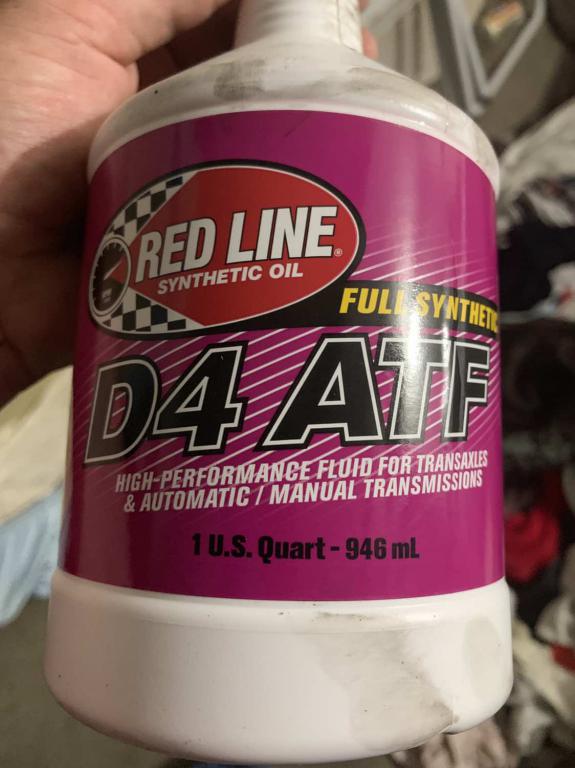 RED LINE®
SYNTHETIC OIL
FULL SYNTHETIC
D4 ATF
HIGH-PERFORMANCE FLUID FOR TRANSAXLES
& AUTOMATIC / MANUAL TRANSMISSIONS
1 U.S. Quart - 946 mL